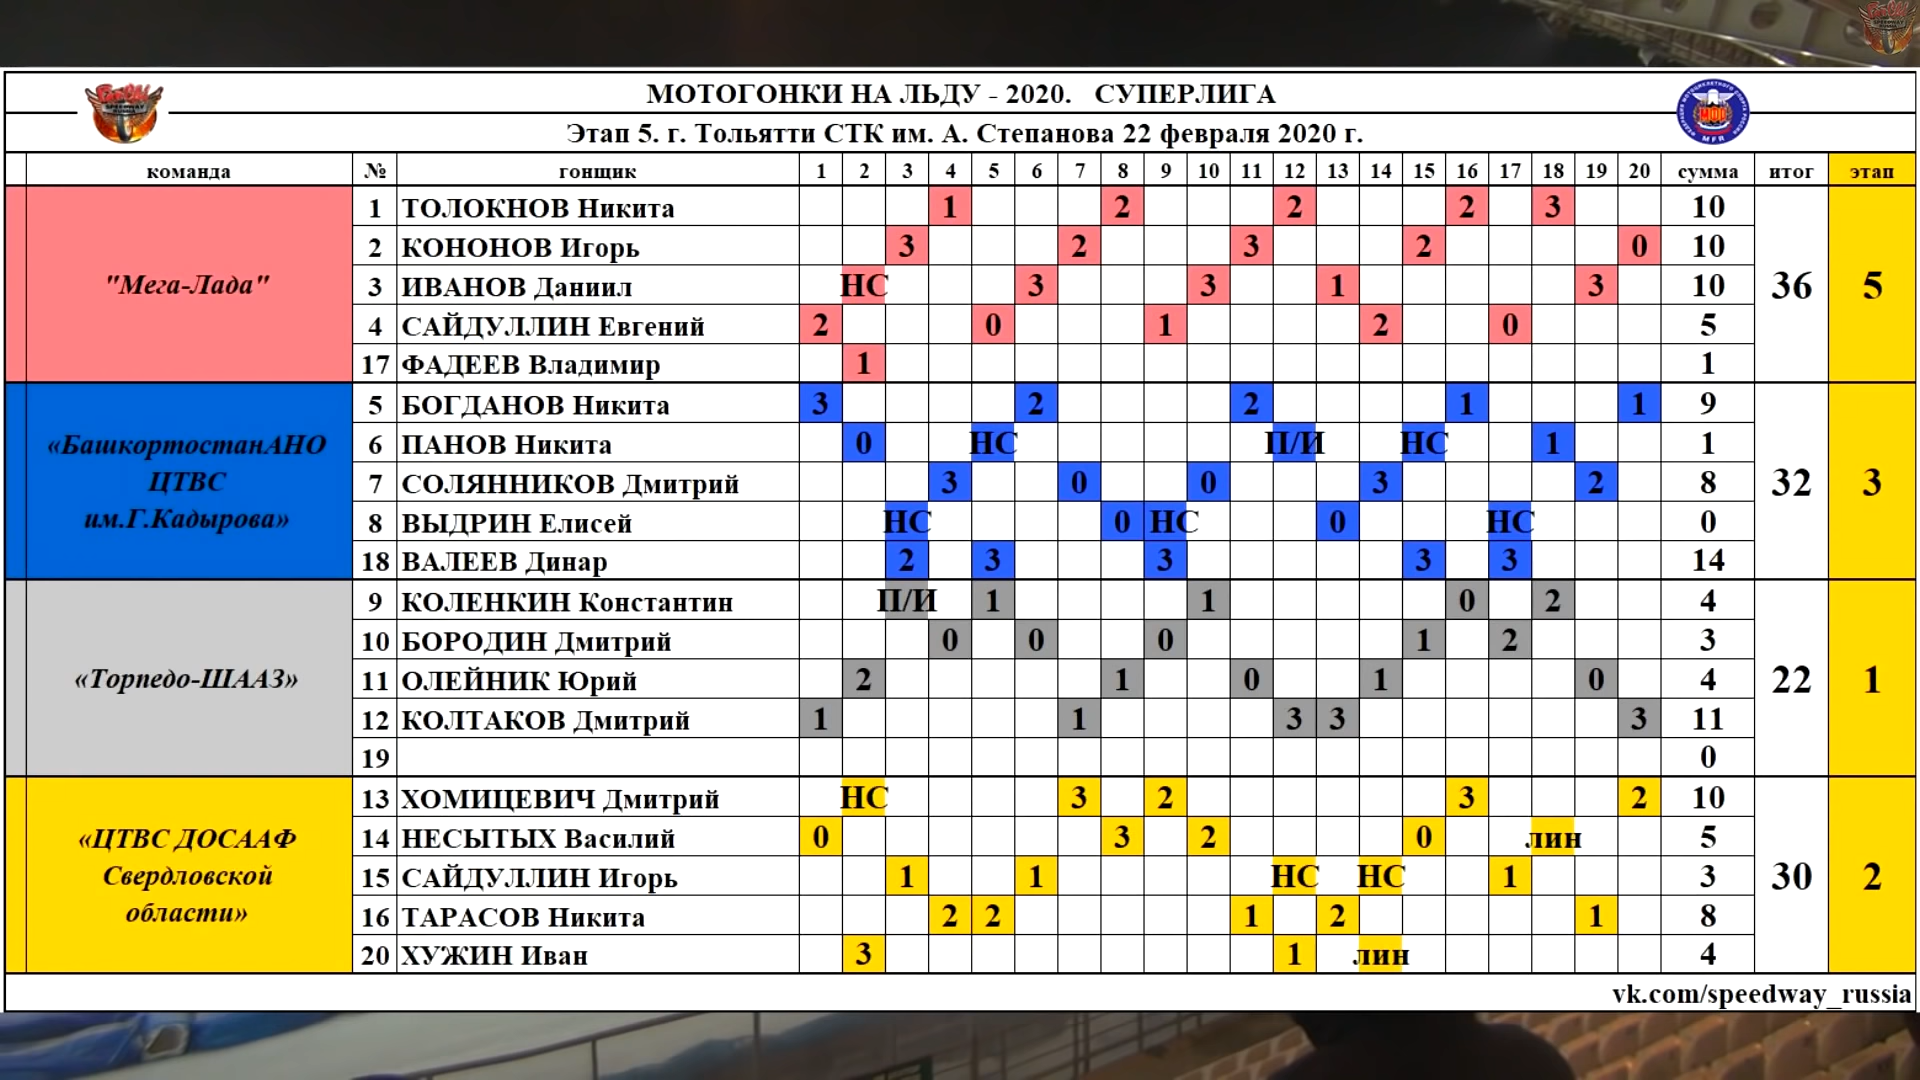 МОТОГОНКИ НА ЛЬДУ - 2020. СУПЕРЛИГА
Этап 5. г. Тольятти СТК им. А. Степанова 22 февраля 2020 г.
команда № гонщик 1 2 3 4 5 6 7 8 9 10 11 12 13 14 15 16 17 18 19 20 сумма итог этап
"Мега-Лада" 36 5
1 ТОЛОКНОВ Никита 1 2 2 2 3 10
2 КОНОНОВ Игорь 3 2 3 2 0 10
3 ИВАНОВ Даниил НС 3 3 1 3 10
4 САЙДУЛЛИН Евгений 2 0 1 2 0 5
17 ФАДЕЕВ Владимир 1 1
«БашкортостанАНО
ЦТВС
им.Г.Кадырова» 32 3
5 БОГДАНОВ Никита 3 2 2 1 1 9
6 ПАНОВ Никита 0 НС П/И НС 1 1
7 СОЛЯННИКОВ Дмитрий 3 0 0 3 2 8
8 ВЫДРИН Елисей НС 0 НС 0 НС 0
18 ВАЛЕЕВ Динар 2 3 3 3 3 14
«Торпедо-ШААЗ» 22 1
9 КОЛЕНКИН Константин П/И 1 1 0 2 4
10 БОРОДИН Дмитрий 0 0 0 1 2 3
11 ОЛЕЙНИК Юрий 2 1 0 1 0 4
12 КОЛТАКОВ Дмитрий 1 1 3 3 3 11
19 0
«ЦТВС ДОСААФ
Свердловской
области» 30 2
13 ХОМИЦЕВИЧ Дмитрий НС 3 2 3 2 10
14 НЕСЫТЫХ Василий 0 3 2 0 лин 5
15 САЙДУЛЛИН Игорь 1 1 НС НС 1 3
16 ТАРАСОВ Никита 2 2 1 2 1 8
20 ХУЖИН Иван 3 1 лин 4
vk.com/speedway_russia